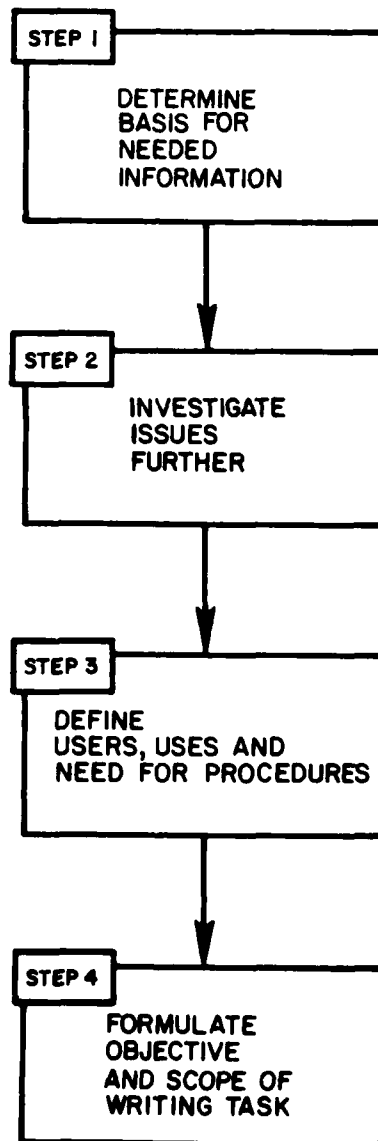 STEP 1
DETERMINE
BASIS FOR
NEEDED
INFORMATION
STEP 2
INVESTIGATE
ISSUES
FURTHER
STEP 3
DEFINE
USERS, USES AND
NEED FOR PROCEDURES
STEP 4
FORMULATE
OBJECTIVE
AND SCOPE OF
WRITING TASK